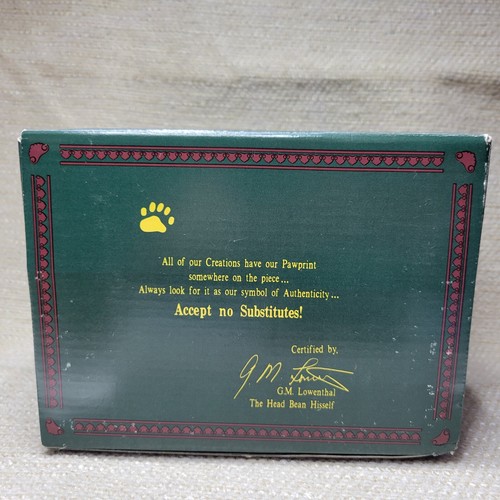 All of our Creations have our Pawprint
somewhere on the piece...
Always look for it as our symbol of Authenticity...
Accept no Substitutes!
Certified by,
G.M. Lowenthal
The Head Bean Hisself